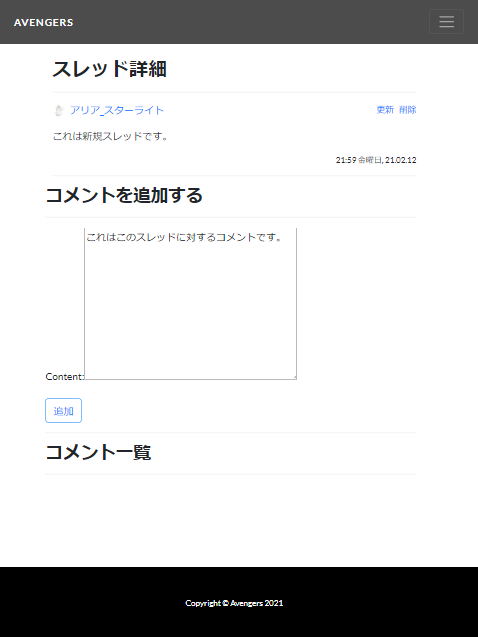 AVENGERS
スレッド詳細
アリア_スターライト 更新 削除
これは新規スレッドです。
21:59 金曜日, 21.02.12
コメントを追加する
これはこのスレッドに対するコメントです。
Content:
追加
コメント一覧
Copyright © Avengers 2021